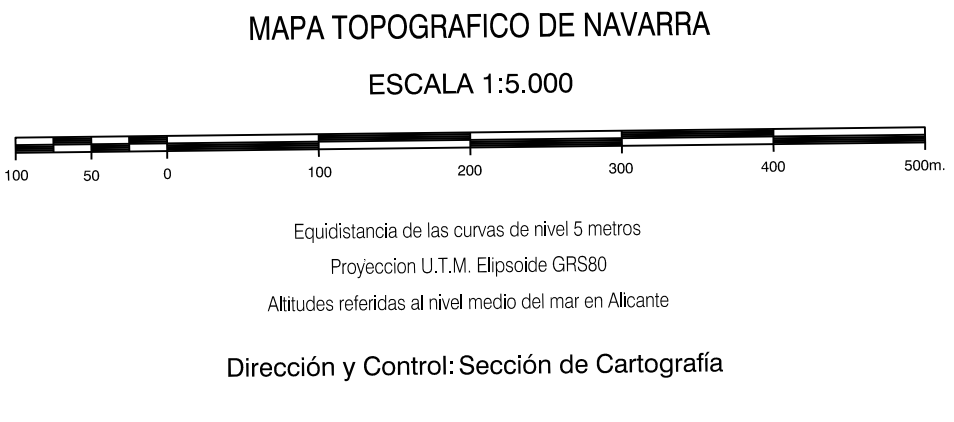 MAPA TOPOGRAFICO DE NAVARRA
ESCALA 1:5.000
100 50 0 100 200 300 400 500m.
Equidistancia de las curvas de nivel 5 metros
Proyeccion U.T.M. Elipsoide GRS80
Altitudes referidas al nivel medio del mar en Alicante
Dirección y Control: Sección de Cartografía